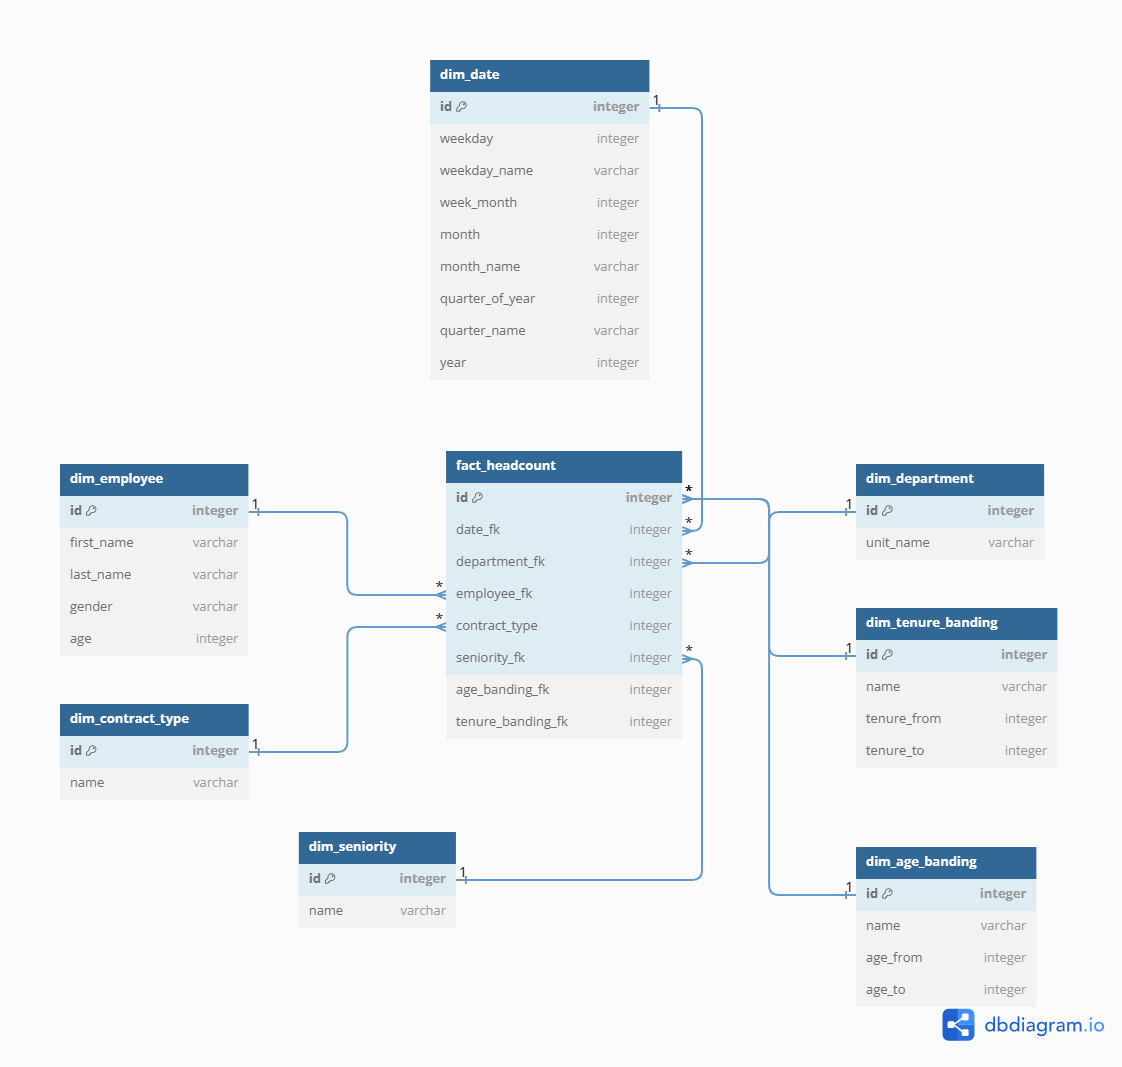 dim_date
id integer
weekday integer
weekday_name varchar
week_month integer
month integer
month_name varchar
quarter_of_year integer
quarter_name varchar
year integer
1
dim_employee
id integer
first_name varchar
last_name varchar
gender varchar
age integer
1
fact_headcount
id integer
date_fk integer
department_fk integer
employee_fk integer
contract_type integer
seniority_fk integer
age_banding_fk integer
tenure_banding_fk integer
*
*
*
*
*
*
dim_department
id integer
unit_name varchar
1
dim_tenure_banding
id integer
name varchar
tenure_from integer
tenure_to integer
1
dim_contract_type
id integer
name varchar
1
dim_seniority
id integer
name varchar
1
dim_age_banding
id integer
name varchar
age_from integer
age_to integer
1
dbdiagram.io